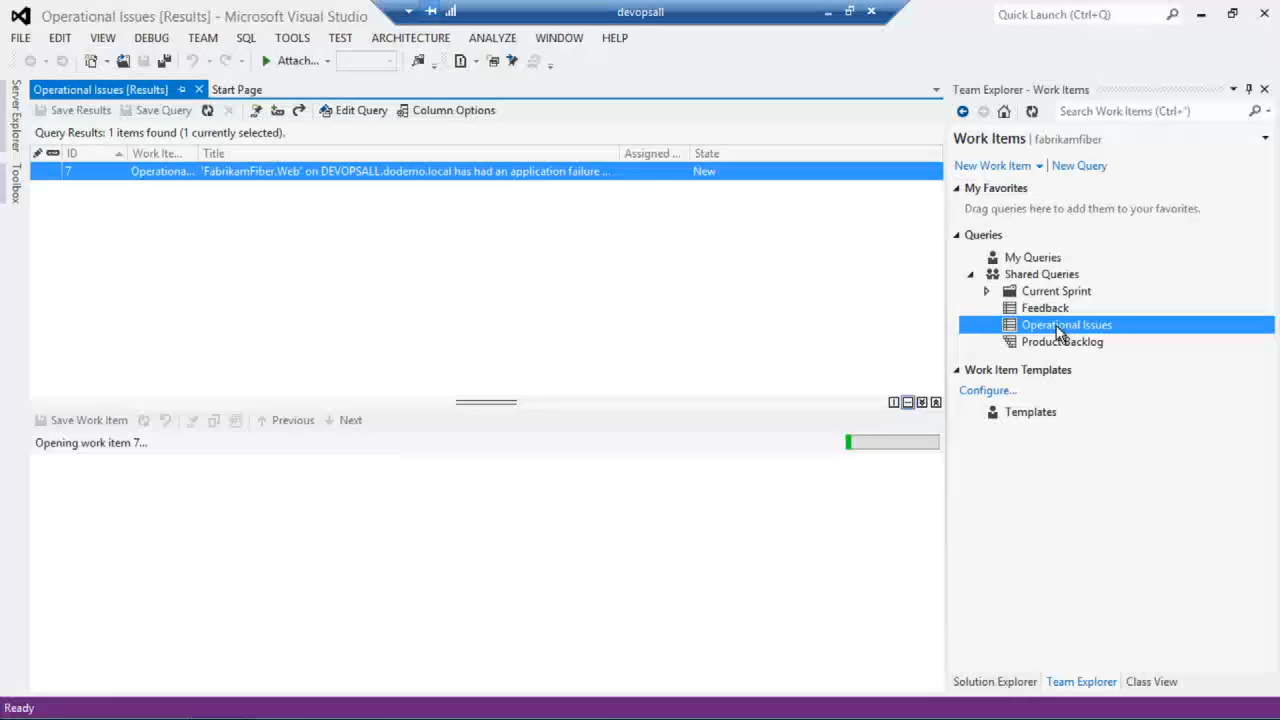 Operational Issues [Results] - Microsoft Visual Studio
devopsall
Quick Launch (Ctrl+Q)
FILE EDIT VIEW DEBUG TEAM SQL TOOLS TEST ARCHITECTURE ANALYZE WINDOW HELP
Attach...
Server Explorer
Toolbox
Operational Issues [Results]
Start Page
Save Results Save Query Edit Query Column Options
Query Results: 1 items found (1 currently selected).
ID Work Ite... Title Assigned ... State
7 Operationa... 'FabrikamFiber.Web' on DEVOPSALL.dodemo.local has had an application failure ... New
Save Work Item Previous Next
Opening work item 7...
Team Explorer - Work Items
Search Work Items (Ctrl+')
Work Items | fabrikamfiber
New Work Item | New Query
My Favorites
Drag queries here to add them to your favorites.
Queries
My Queries
Shared Queries
Current Sprint
Feedback
Operational Issues
Product Backlog
Work Item Templates
Configure...
Templates
Solution Explorer Team Explorer Class View
Ready